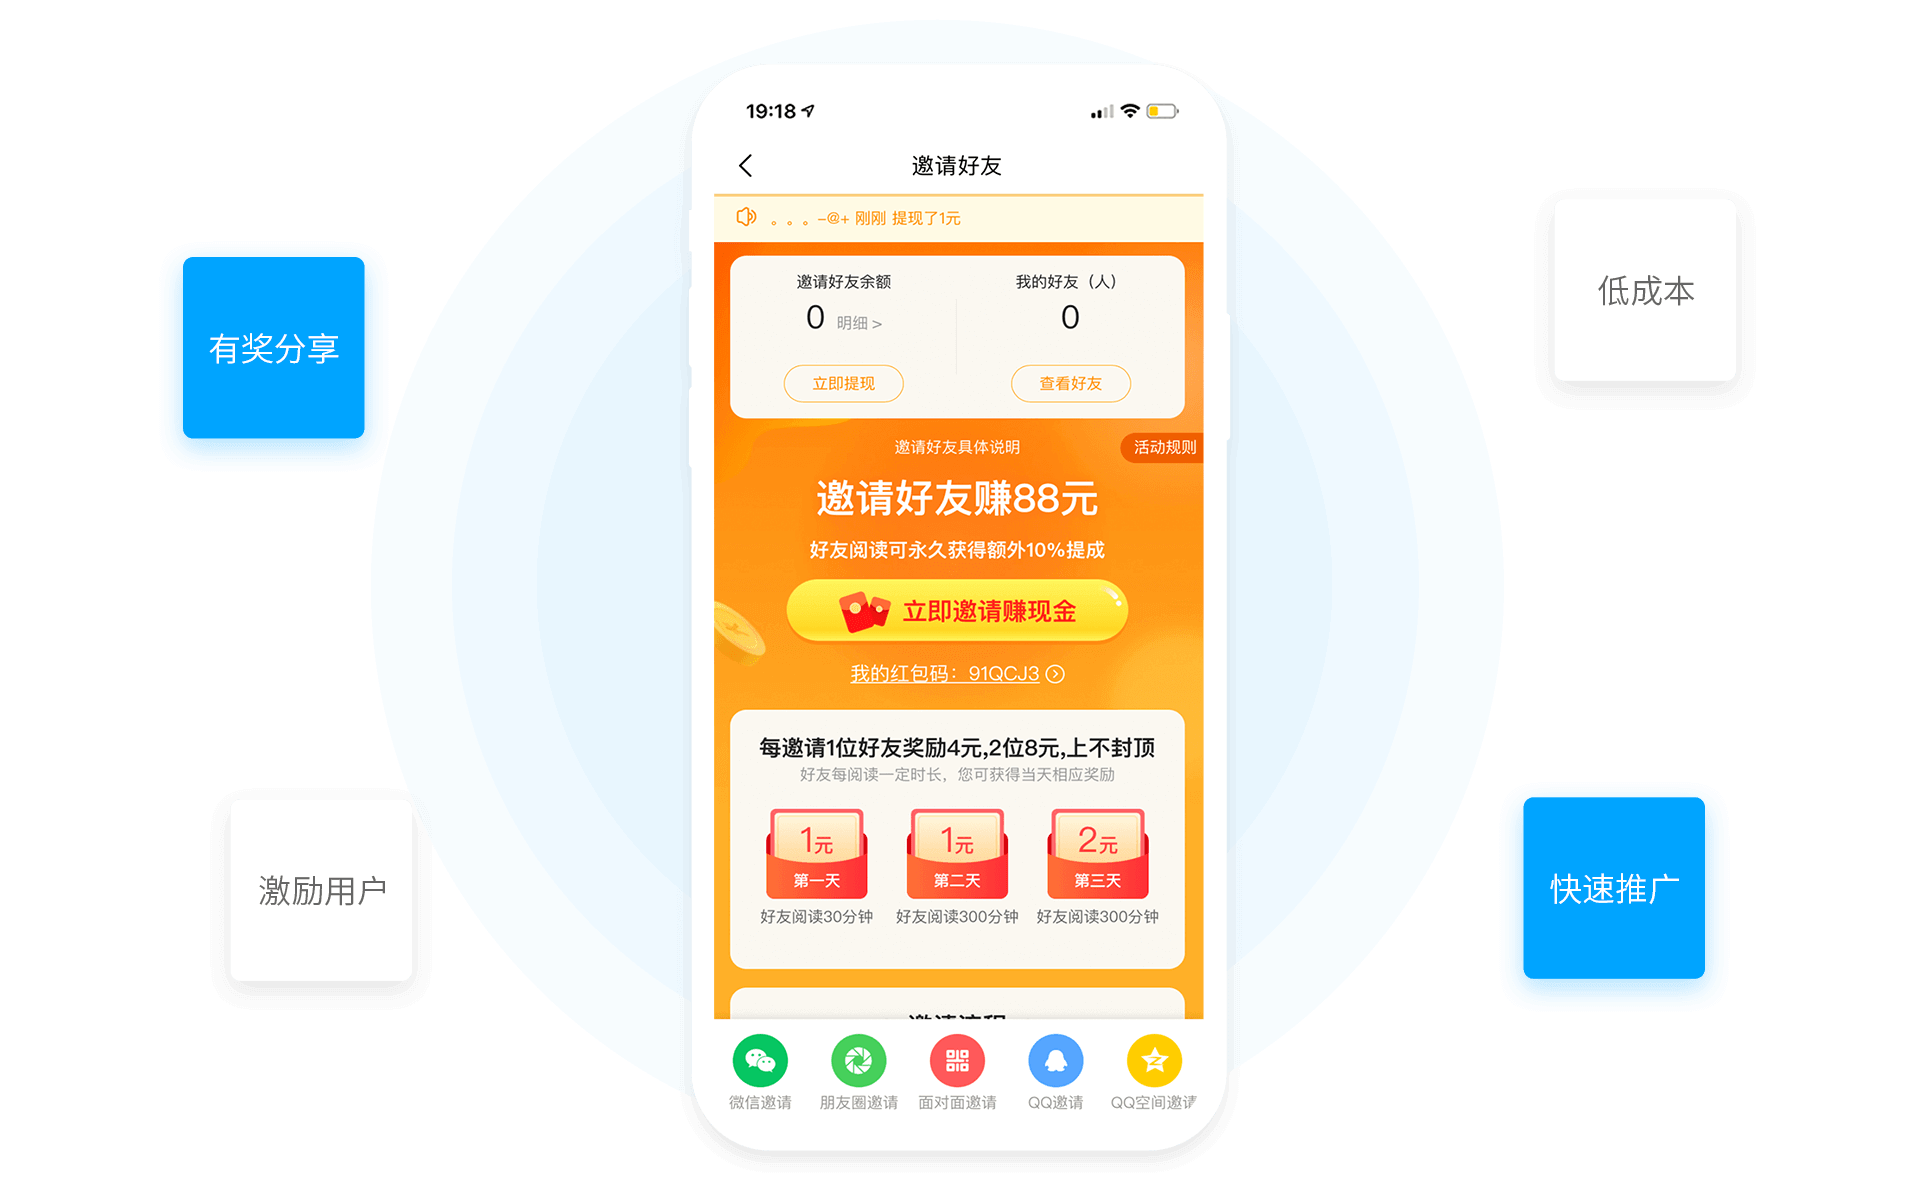 19:18
邀请好友
。。。-@+ 刚刚 提现了1元
邀请好友余额
我的好友（人）
0 明细 >
0
立即提现
查看好友
邀请好友具体说明
活动规则
邀请好友赚88元
好友阅读可永久获得额外10%提成
立即邀请赚现金
我的红包码：91QCJ3
每邀请1位好友奖励4元,2位8元,上不封顶
好友每阅读一定时长，您可获得当天相应奖励
1元
1元
2元
第一天
第二天
第三天
好友阅读30分钟
好友阅读300分钟
好友阅读300分钟
邀请流程
微信邀请
朋友圈邀请
面对面邀请
QQ邀请
QQ空间邀请
有奖分享
低成本
激励用户
快速推广